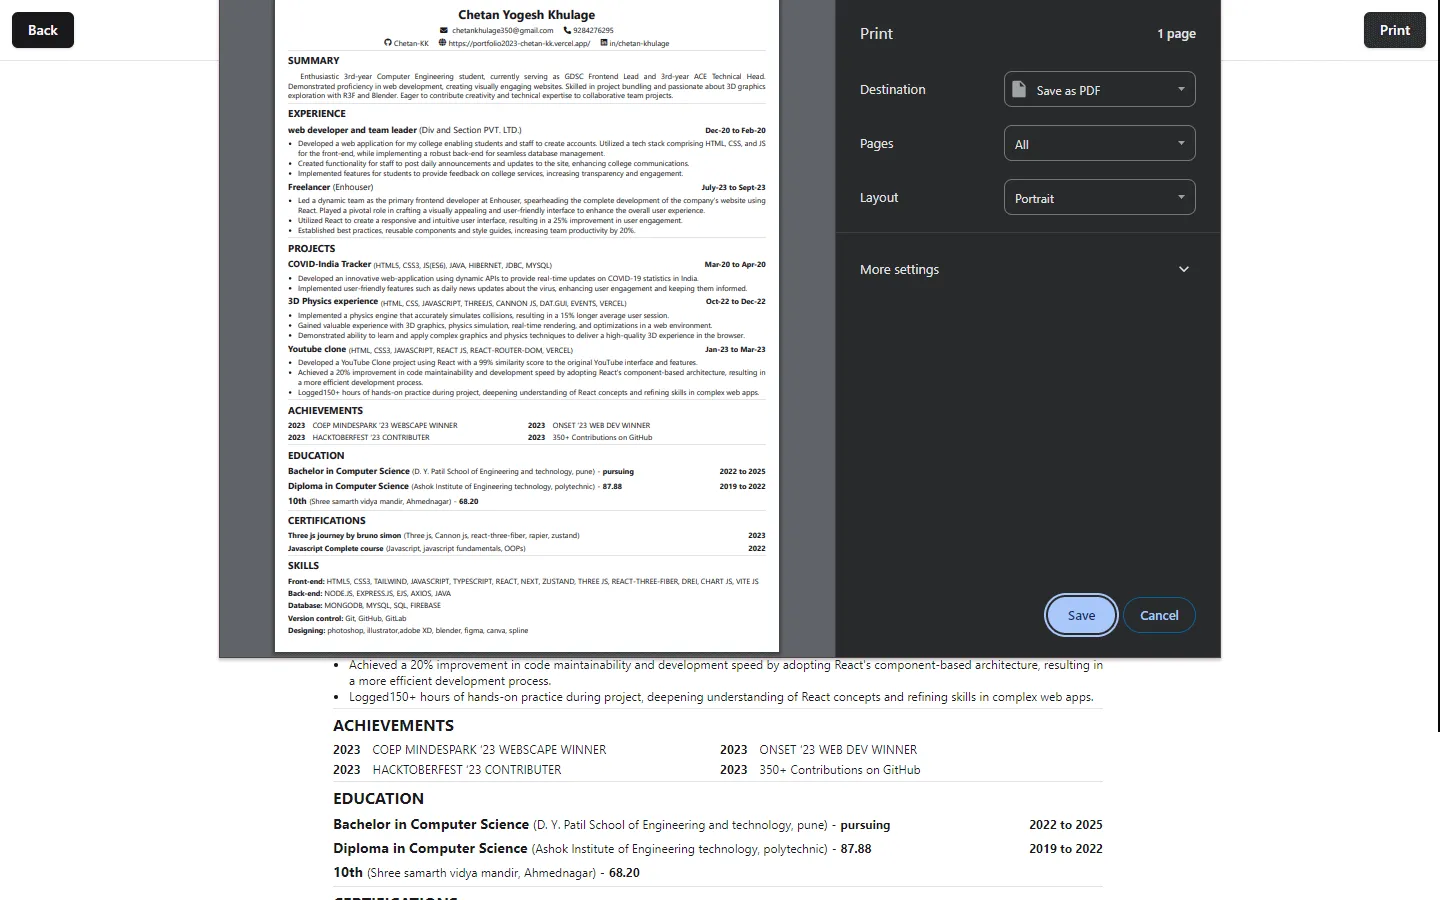 Back
Print
Chetan Yogesh Khulage
chetankhulage350@gmail.com 9284276295
Chetan-KK https://portfolio2023-chetan-kk.vercel.app/ in/chetan-khulage
SUMMARY
Enthusiastic 3rd-year Computer Engineering student, currently serving as GDSC Frontend Lead and 3rd-year ACE Technical Head.
Demonstrated proficiency in web development, creating visually engaging websites. Skilled in project bundling and passionate about 3D graphics
exploration with R3F and Blender. Eager to contribute creativity and technical expertise to collaborative team projects.
EXPERIENCE
web developer and team leader (Div and Section PVT. LTD.) Dec-20 to Feb-20
• Developed a web application for my college enabling students and staff to create accounts. Utilized a tech stack comprising HTML, CSS, and JS
for the front-end, while implementing a robust back-end for seamless database management.
• Created functionality for staff to post daily announcements and updates to the site, enhancing college communications.
• Implemented features for students to provide feedback on college services, increasing transparency and engagement.
Freelancer (Enhouser) July-23 to Sept-23
• Led a dynamic team as the primary frontend developer at Enhouser, spearheading the complete development of the company's website using
React. Played a pivotal role in crafting a visually appealing and user-friendly interface to enhance the overall user experience.
• Utilized React to create a responsive and intuitive user interface, resulting in a 25% improvement in user engagement.
• Established best practices, reusable components and style guides, increasing team productivity by 20%.
PROJECTS
COVID-India Tracker (HTML5, CSS3, JS(ES6), JAVA, HIBERNET, JDBC, MYSQL) Mar-20 to Apr-20
• Developed an innovative web-application using dynamic APIs to provide real-time updates on COVID-19 statistics in India.
• Implemented user-friendly features such as daily news updates about the virus, enhancing user engagement and keeping them informed.
3D Physics experience (HTML, CSS, JAVASCRIPT, THREEJS, CANNON JS, DAT.GUI, EVENTS, VERCEL) Oct-22 to Dec-22
• Implemented a physics engine that accurately simulates collisions, resulting in a 15% longer average user session.
• Gained valuable experience with 3D graphics, physics simulation, real-time rendering, and optimizations in a web environment.
• Demonstrated ability to learn and apply complex graphics and physics techniques to deliver a high-quality 3D experience in the browser.
Youtube clone (HTML, CSS3, JAVASCRIPT, REACT JS, REACT-ROUTER-DOM, VERCEL) Jan-23 to Mar-23
• Developed a YouTube Clone project using React with a 99% similarity score to the original YouTube interface and features.
• Achieved a 20% improvement in code maintainability and development speed by adopting React's component-based architecture, resulting in
a more efficient development process.
• Logged150+ hours of hands-on practice during project, deepening understanding of React concepts and refining skills in complex web apps.
ACHIEVEMENTS
2023 COEP MINDESPARK '23 WEBSCAPE WINNER 2023 ONSET '23 WEB DEV WINNER
2023 HACKTOBERFEST '23 CONTRIBUTER 2023 350+ Contributions on GitHub
EDUCATION
Bachelor in Computer Science (D. Y. Patil School of Engineering and technology, pune) - pursuing 2022 to 2025
Diploma in Computer Science (Ashok Institute of Engineering technology, polytechnic) - 87.88 2019 to 2022
10th (Shree samarth vidya mandir, Ahmednagar) - 68.20
CERTIFICATIONS
Three js journey by bruno simon (Three js, Cannon js, react-three-fiber, rapier, zustand) 2023
Javascript Complete course (Javascript, javascript fundamentals, OOPs) 2022
SKILLS
Front-end: HTML5, CSS3, TAILWIND, JAVASCRIPT, TYPESCRIPT, REACT, NEXT, ZUSTAND, THREE JS, REACT-THREE-FIBER, DREI, CHART JS, VITE JS
Back-end: NODE.JS, EXPRESS.JS, EJS, AXIOS, JAVA
Database: MONGODB, MYSQL, SQL, FIREBASE
Version control: Git, GitHub, GitLab
Designing: photoshop, illustrator,adobe XD, blender, figma, canva, spline
Print 1 page
Destination Save as PDF
Pages All
Layout Portrait
More settings
Save Cancel
• Achieved a 20% improvement in code maintainability and development speed by adopting React's component-based architecture, resulting in
a more efficient development process.
• Logged150+ hours of hands-on practice during project, deepening understanding of React concepts and refining skills in complex web apps.
ACHIEVEMENTS
2023 COEP MINDESPARK '23 WEBSCAPE WINNER 2023 ONSET '23 WEB DEV WINNER
2023 HACKTOBERFEST '23 CONTRIBUTER 2023 350+ Contributions on GitHub
EDUCATION
Bachelor in Computer Science (D. Y. Patil School of Engineering and technology, pune) - pursuing 2022 to 2025
Diploma in Computer Science (Ashok Institute of Engineering technology, polytechnic) - 87.88 2019 to 2022
10th (Shree samarth vidya mandir, Ahmednagar) - 68.20